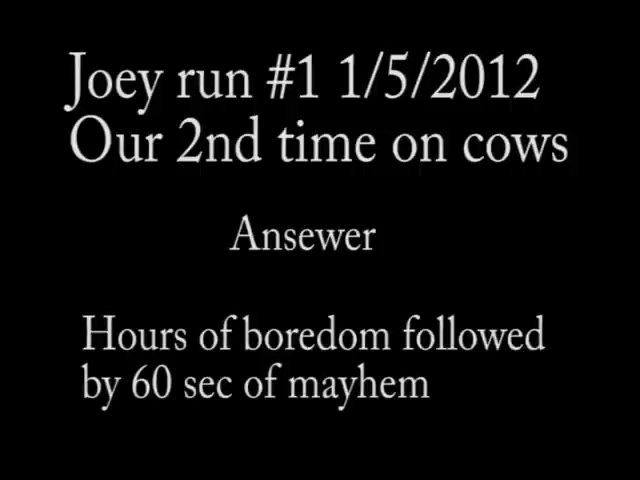 Joey run #1 1/5/2012
Our 2nd time on cows
Ansewer
Hours of boredom followed
by 60 sec of mayhem